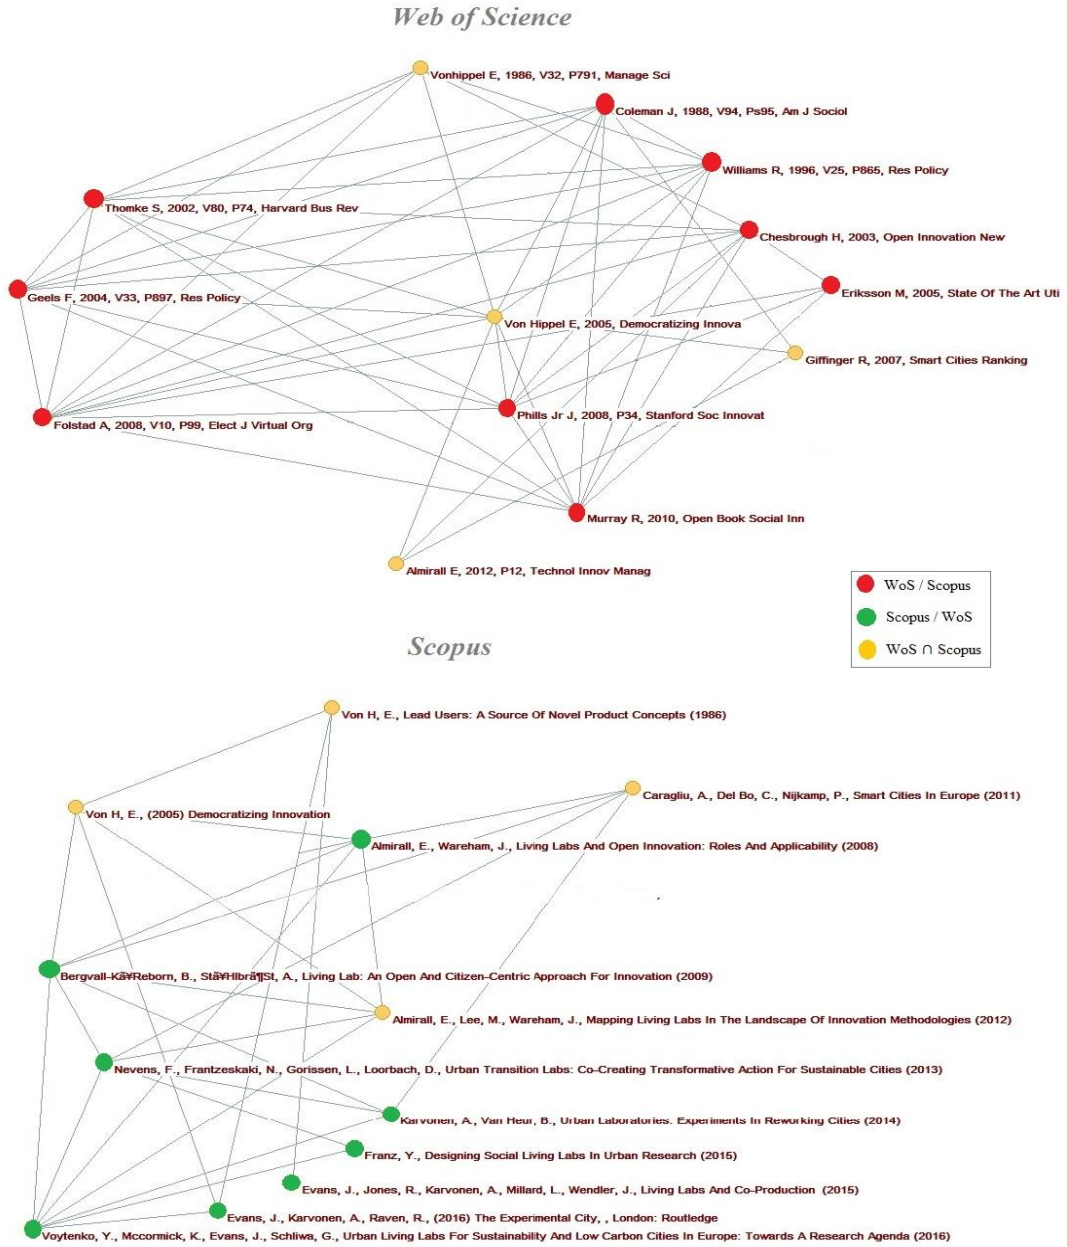 Web of Science
Vonhippel E, 1986, V32, P791, Manage Sci
Coleman J, 1988, V94, Ps95, Am J Sociol
Williams R, 1996, V25, P865, Res Policy
Thomke S, 2002, V80, P74, Harvard Bus Rev
Chesbrough H, 2003, Open Innovation New
Eriksson M, 2005, State Of The Art Uti
Geels F, 2004, V33, P897, Res Policy
Von Hippel E, 2005, Democratizing Innova
Giffinger R, 2007, Smart Cities Ranking
Phills Jr J, 2008, P34, Stanford Soc Innovat
Folstad A, 2008, V10, P99, Elect J Virtual Org
Murray R, 2010, Open Book Social Inn
Almirall E, 2012, P12, Technol Innov Manag
WoS / Scopus
Scopus / WoS
WoS ∩ Scopus
Scopus
Von H, E., Lead Users: A Source Of Novel Product Concepts (1986)
Caragliu, A., Del Bo, C., Nijkamp, P., Smart Cities In Europe (2011)
Von H, E., (2005) Democratizing Innovation
Almirall, E., Wareham, J., Living Labs And Open Innovation: Roles And Applicability (2008)
Bergvall-Kã¥Reborn, B., Stã¥Hlbrã¶St, A., Living Lab: An Open And Citizen-Centric Approach For Innovation (2009)
Almirall, E., Lee, M., Wareham, J., Mapping Living Labs In The Landscape Of Innovation Methodologies (2012)
Nevens, F., Frantzeskaki, N., Gorissen, L., Loorbach, D., Urban Transition Labs: Co-Creating Transformative Action For Sustainable Cities (2013)
Karvonen, A., Van Heur, B., Urban Laboratories: Experiments In Reworking Cities (2014)
Franz, Y., Designing Social Living Labs In Urban Research (2015)
Evans, J., Jones, R., Karvonen, A., Millard, L., Wendler, J., Living Labs And Co-Production (2015)
Evans, J., Karvonen, A., Raven, R., (2016) The Experimental City, , London: Routledge
Voytenko, Y., Mccormick, K., Evans, J., Schliwa, G., Urban Living Labs For Sustainability And Low Carbon Cities In Europe: Towards A Research Agenda (2016)